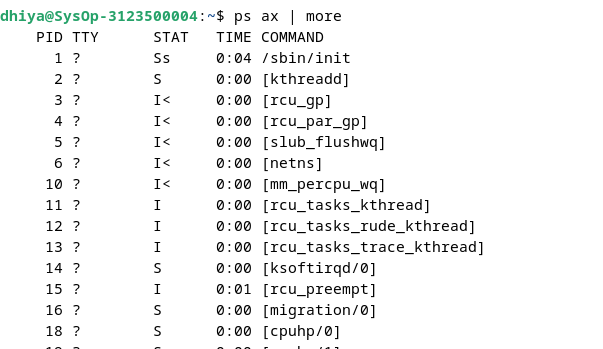 dhiya@SysOp-3123500004:~$ ps ax | more
PID TTY STAT TIME COMMAND
1 ? Ss 0:04 /sbin/init
2 ? S 0:00 [kthreadd]
3 ? I< 0:00 [rcu_gp]
4 ? I< 0:00 [rcu_par_gp]
5 ? I< 0:00 [slub_flushwq]
6 ? I< 0:00 [netns]
10 ? I< 0:00 [mm_percpu_wq]
11 ? I 0:00 [rcu_tasks_kthread]
12 ? I 0:00 [rcu_tasks_rude_kthread]
13 ? I 0:00 [rcu_tasks_trace_kthread]
14 ? S 0:00 [ksoftirqd/0]
15 ? I 0:01 [rcu_preempt]
16 ? S 0:00 [migration/0]
18 ? S 0:00 [cpuhp/0]